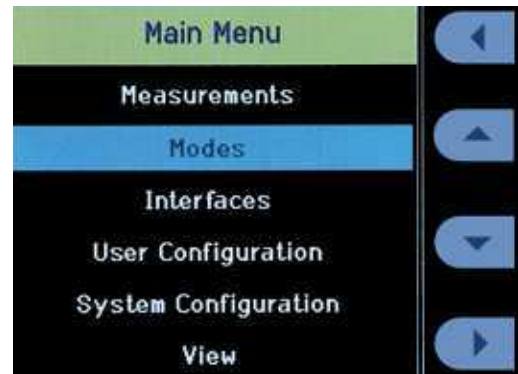 Main Menu
Measurements
Modes
Interfaces
User Configuration
System Configuration
View